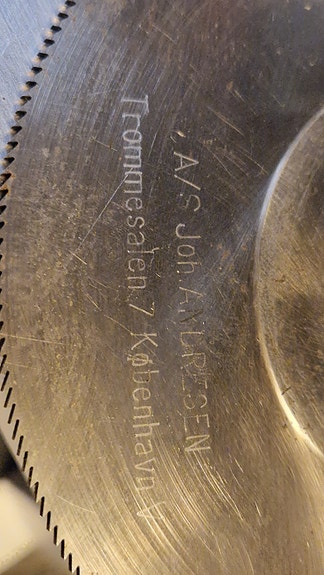 A/S Joh. ANDRESEN
Trommesalen 7 København V